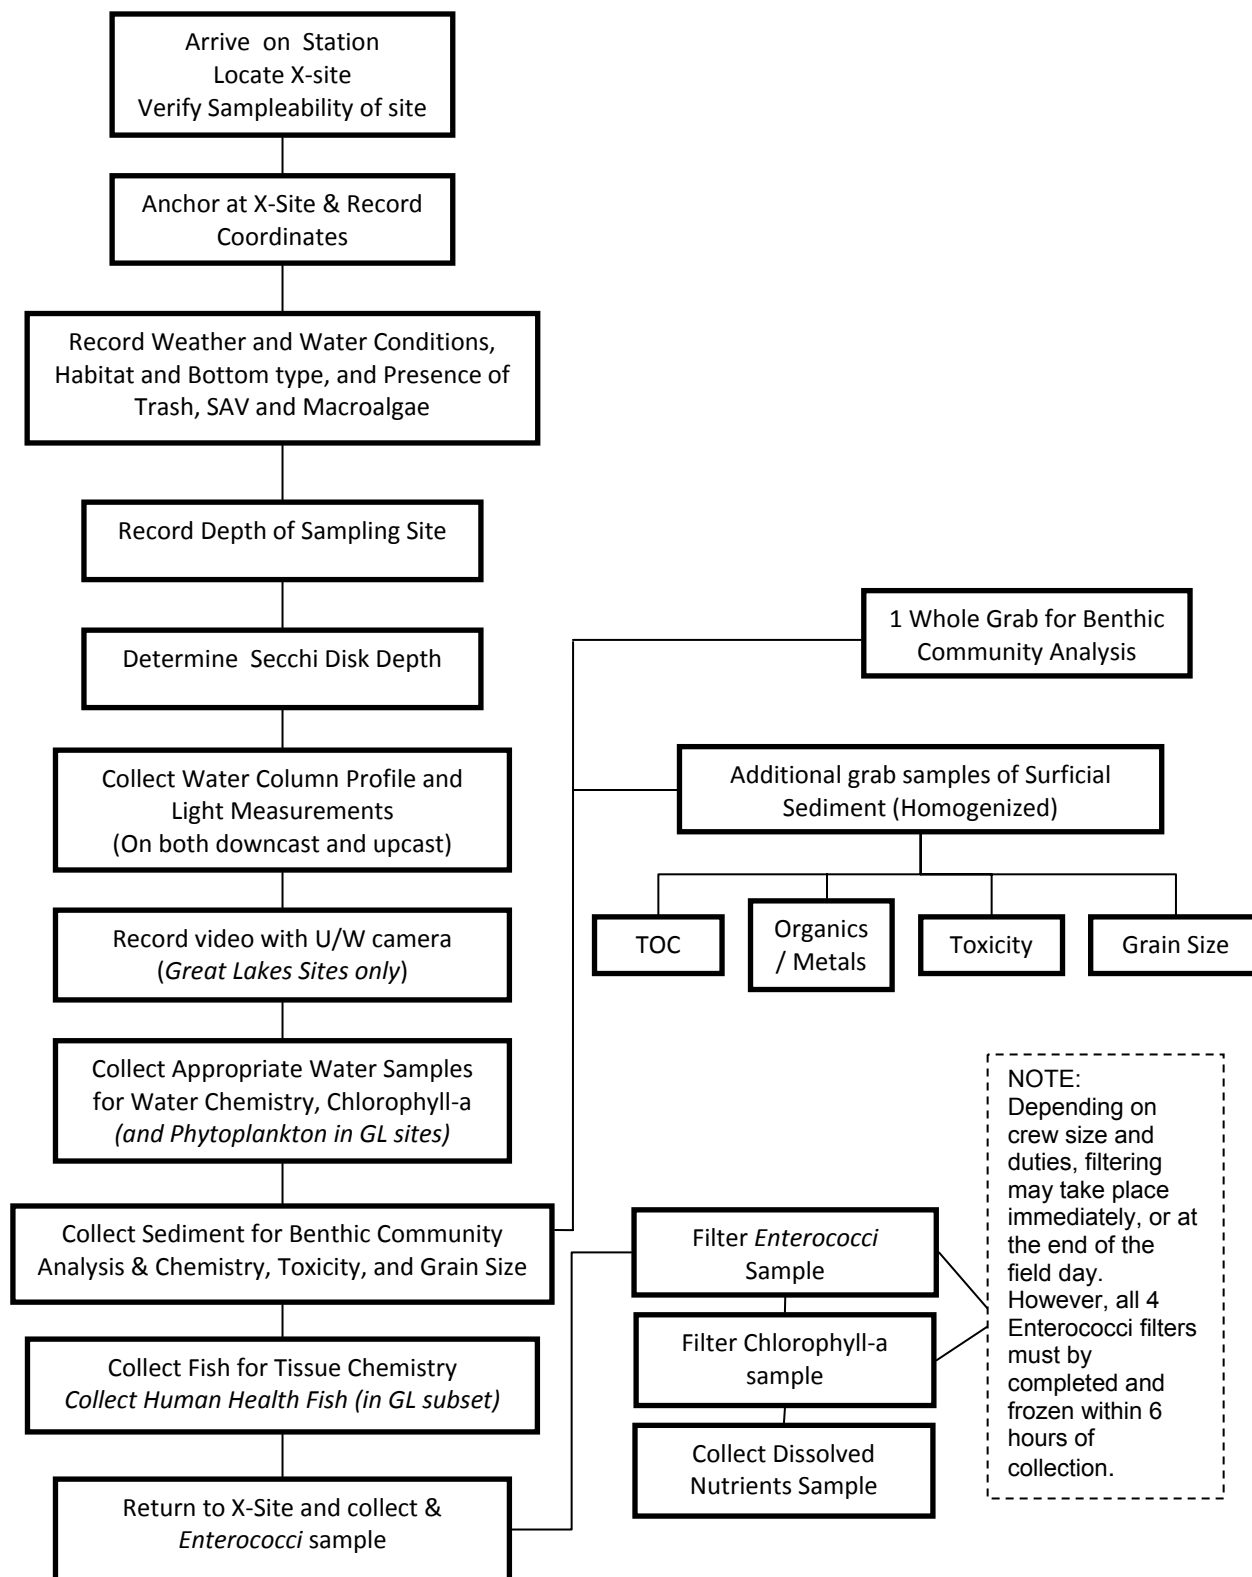 Arrive on Station
Locate X-site
Verify Sampleability of site
Anchor at X-Site & Record
Coordinates
Record Weather and Water Conditions,
Habitat and Bottom type, and Presence of
Trash, SAV and Macroalgae
Record Depth of Sampling Site
Determine Secchi Disk Depth
Collect Water Column Profile and
Light Measurements
(On both downcast and upcast)
Record video with U/W camera
(Great Lakes Sites only)
Collect Appropriate Water Samples
for Water Chemistry, Chlorophyll-a
(and Phytoplankton in GL sites)
Collect Sediment for Benthic Community
Analysis & Chemistry, Toxicity, and Grain Size
Collect Fish for Tissue Chemistry
Collect Human Health Fish (in GL subset)
Return to X-Site and collect &
Enterococci sample
1 Whole Grab for Benthic
Community Analysis
Additional grab samples of Surficial
Sediment (Homogenized)
TOC
Organics
/ Metals
Toxicity
Grain Size
Filter Enterococci
Sample
Filter Chlorophyll-a
sample
Collect Dissolved
Nutrients Sample
NOTE:
Depending on
crew size and
duties, filtering
may take place
immediately, or at
the end of the
field day.
However, all 4
Enterococci filters
must by
completed and
frozen within 6
hours of
collection.